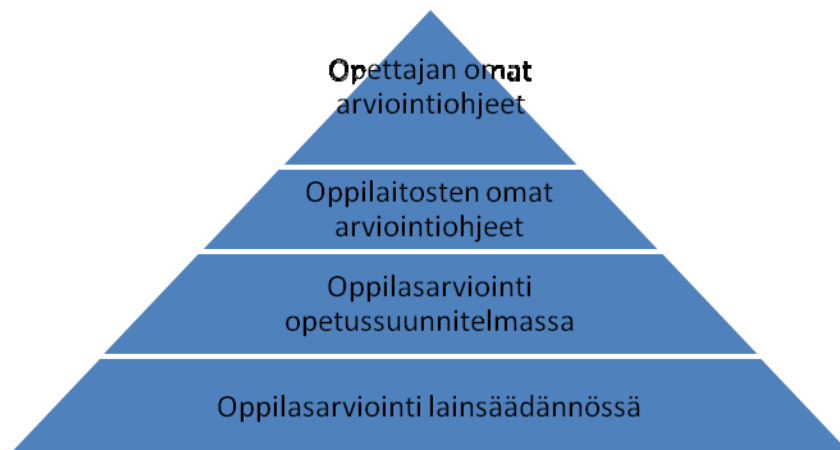 Opettajan omat
arviointiohjeet
Oppilaitosten omat
arviointiohjeet
Oppilasarviointi
opetussuunnitelmassa
Oppilasarviointi lainsäädännössä